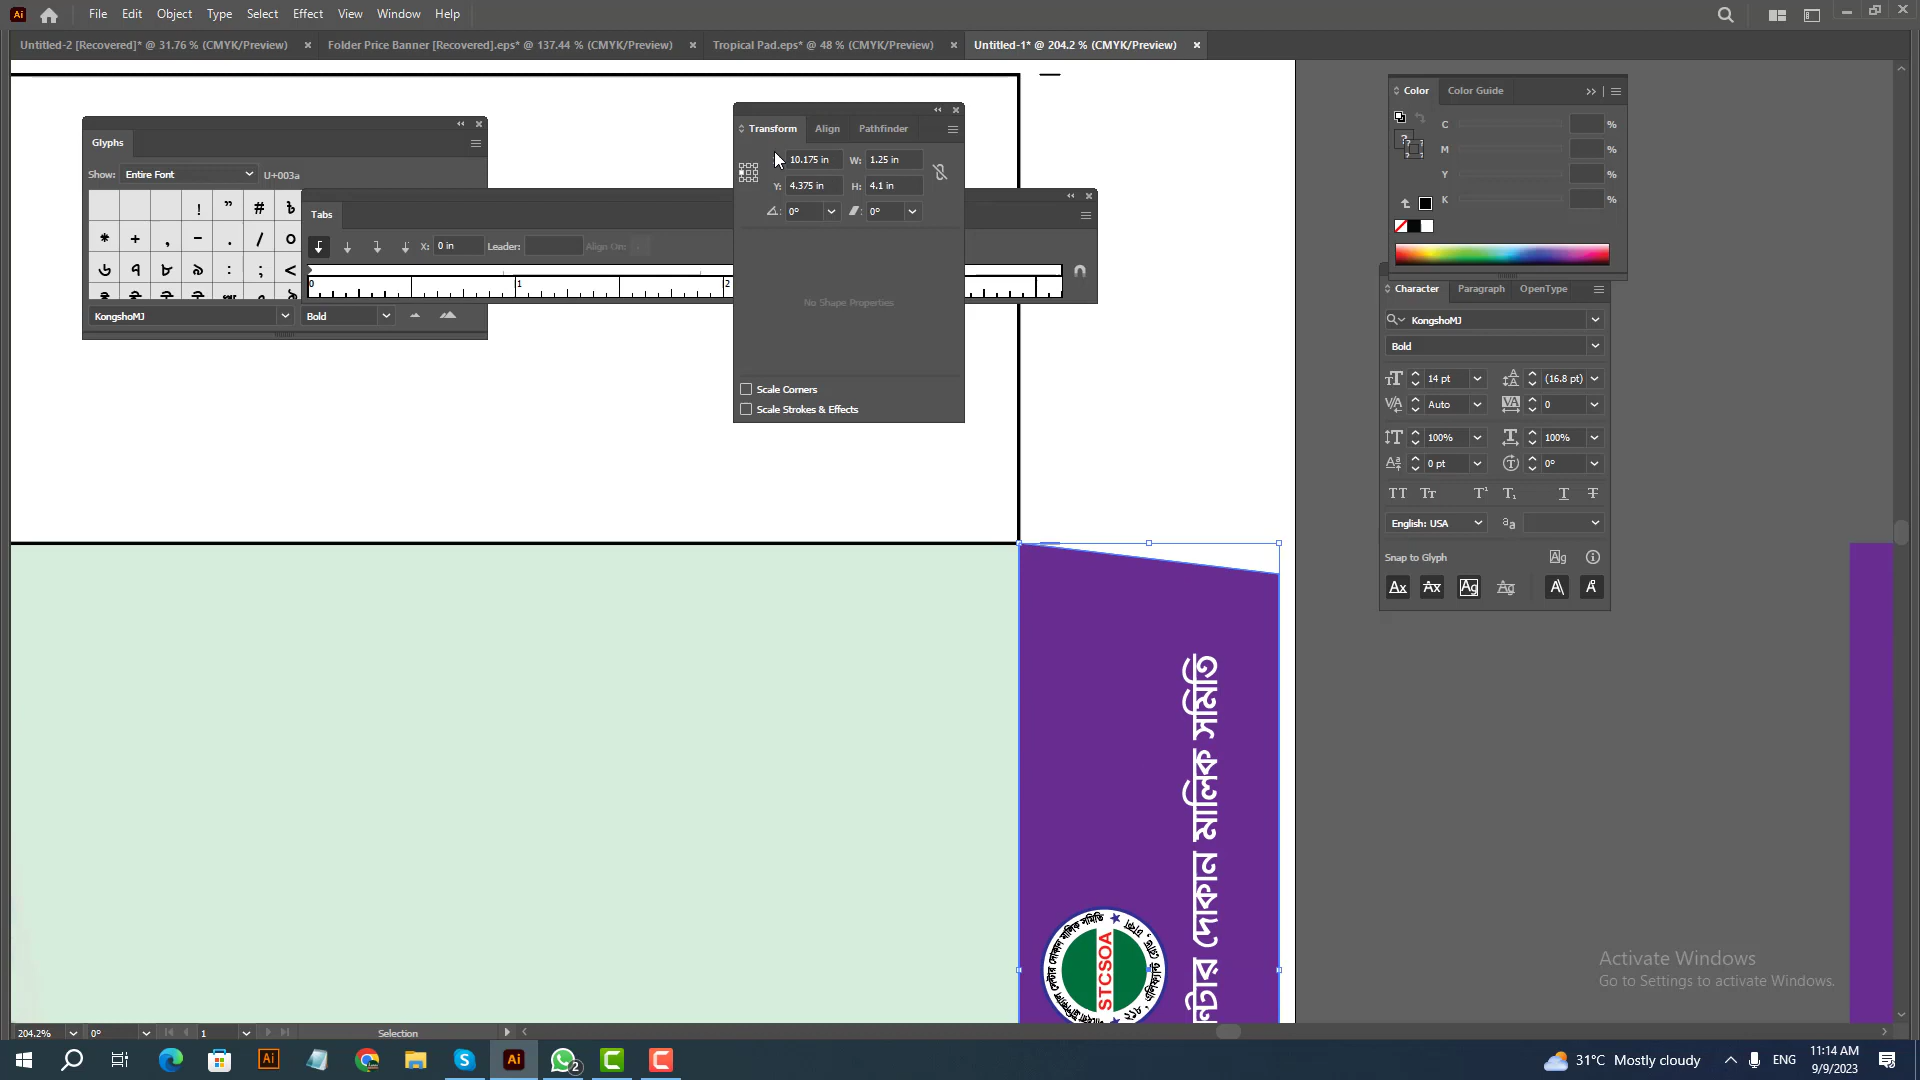 Ai File Edit Object Type Select Effect View Window Help
Untitled-2 [Recovered]* @ 31.76 % (CMYK/Preview) × Folder Price Banner [Recovered].eps* @ 137.44 % (CMYK/Preview) × Tropical Pad.eps* @ 48 % (CMYK/Preview) × Untitled-1* @ 204.2 % (CMYK/Preview) ×
Glyphs
Show: Entire Font U+003a
! ” #
* + , - . /
: ; <
KongshoMJ Bold
Tabs
X: 0 in Leader: Align On:
0 1 2
Transform Align Pathfinder
10.175 in W: 1.25 in
Y: 4.375 in H: 4.1 in
0° 0°
No Shape Properties
Scale Corners
Scale Strokes & Effects
Color Color Guide
C %
M %
Y %
K %
Character Paragraph OpenType
KongshoMJ
Bold
14 pt (16.8 pt)
Auto 0
100% 100%
0 pt 0°
English: USA
Snap to Glyph
দোকান মালিক সমিতি
STCSOA
Activate Windows
Go to Settings to activate Windows.
204.2% 0° 1 Selection
2 31°C Mostly cloudy ENG 11:14 AM
9/9/2023